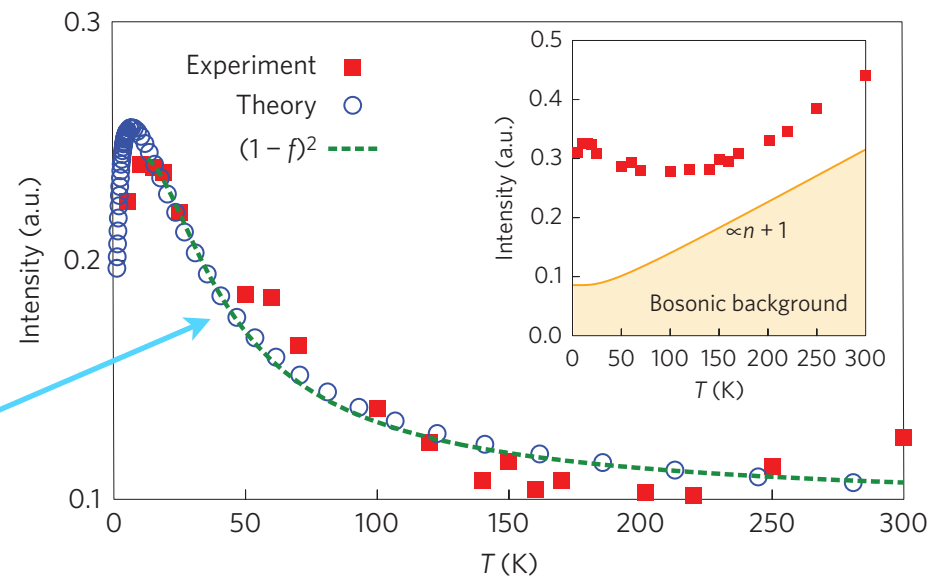 0.3
0.2
0.1
Intensity (a.u.)
Experiment
Theory
(1 − f)²
0 50 100 150 200 250 300
T (K)
0.5
0.4
0.3
0.2
0.1
0.0
Intensity (a.u.)
∝n + 1
Bosonic background
0 50 100 150 200 250 300
T (K)